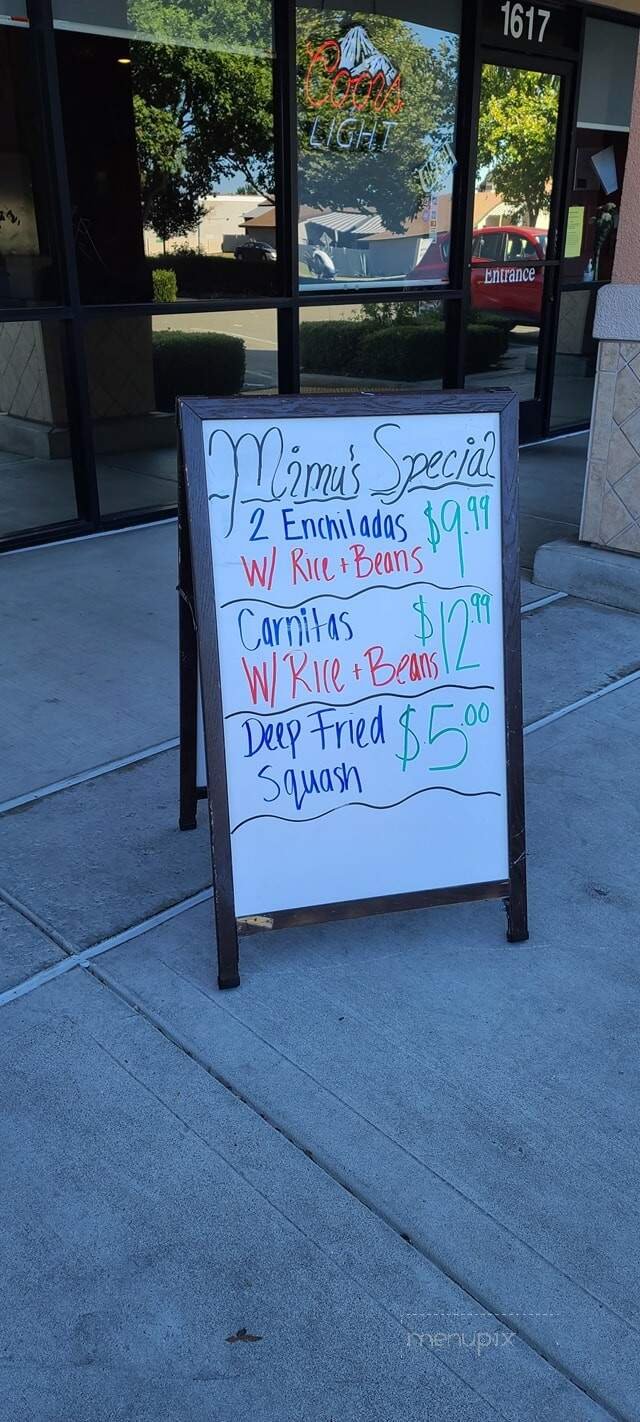 1617
Coors
LIGHT
Entrance
Mimu's Special
2 Enchiladas $9.99
W/ Rice + Beans
Carnitas $12.99
W/ Rice + Beans
Deep Fried $5.00
Squash
menupix